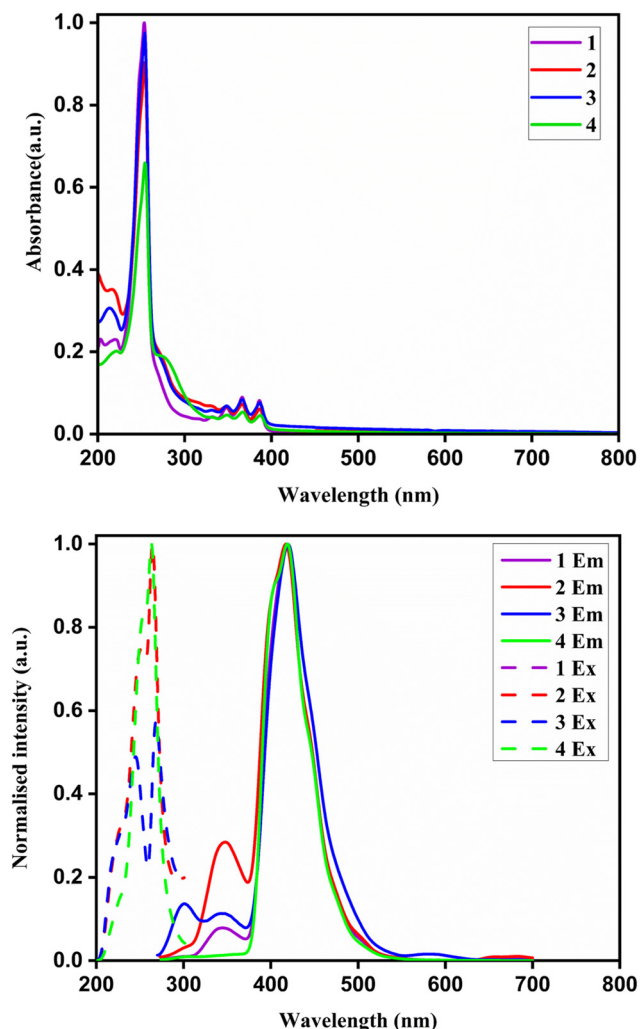 1.0
0.8
0.6
0.4
0.2
0.0
Absorbance(a.u.)
1
2
3
4
200 300 400 500 600 700 800
Wavelength (nm)
1.0
0.8
0.6
0.4
0.2
0.0
Normalised intensity (a.u.)
1 Em
2 Em
3 Em
4 Em
1 Ex
2 Ex
3 Ex
4 Ex
200 300 400 500 600 700 800
Wavelength (nm)